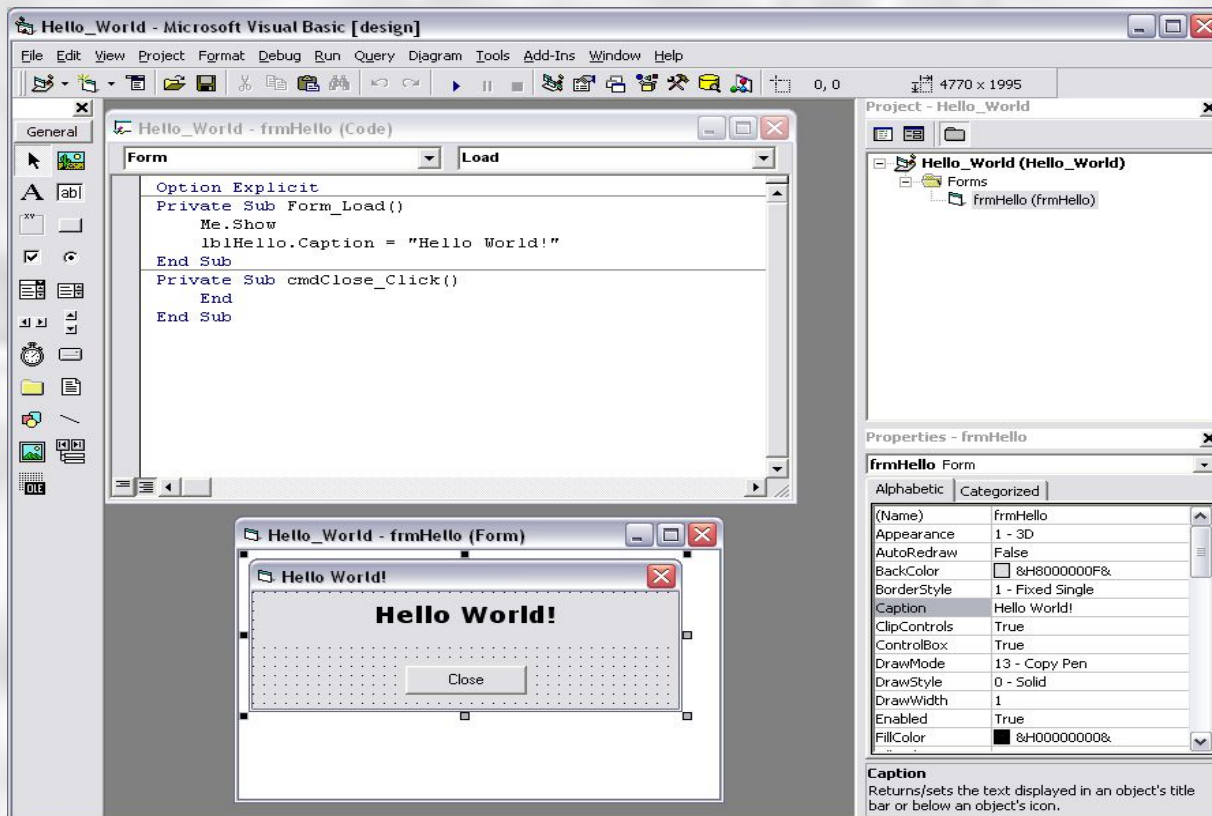 Hello_World - Microsoft Visual Basic [design]
File Edit View Project Format Debug Run Query Diagram Tools Add-Ins Window Help
0, 0
4770 x 1995
General
A
ab|
xv
OLE
Hello_World - frmHello (Code)
Form
Load
Option Explicit
Private Sub Form_Load()
Me.Show
lblHello.Caption = "Hello World!"
End Sub
Private Sub cmdClose_Click()
End
End Sub
Hello_World - frmHello (Form)
Hello World!
Hello World!
Close
Project - Hello_World
Hello_World (Hello_World)
Forms
frmHello (frmHello)
Properties - frmHello
frmHello Form
Alphabetic Categorized
(Name) frmHello
Appearance 1 - 3D
AutoRedraw False
BackColor &H8000000F&
BorderStyle 1 - Fixed Single
Caption Hello World!
ClipControls True
ControlBox True
DrawMode 13 - Copy Pen
DrawStyle 0 - Solid
DrawWidth 1
Enabled True
FillColor &H00000000&
Caption
Returns/sets the text displayed in an object's title
bar or below an object's icon.